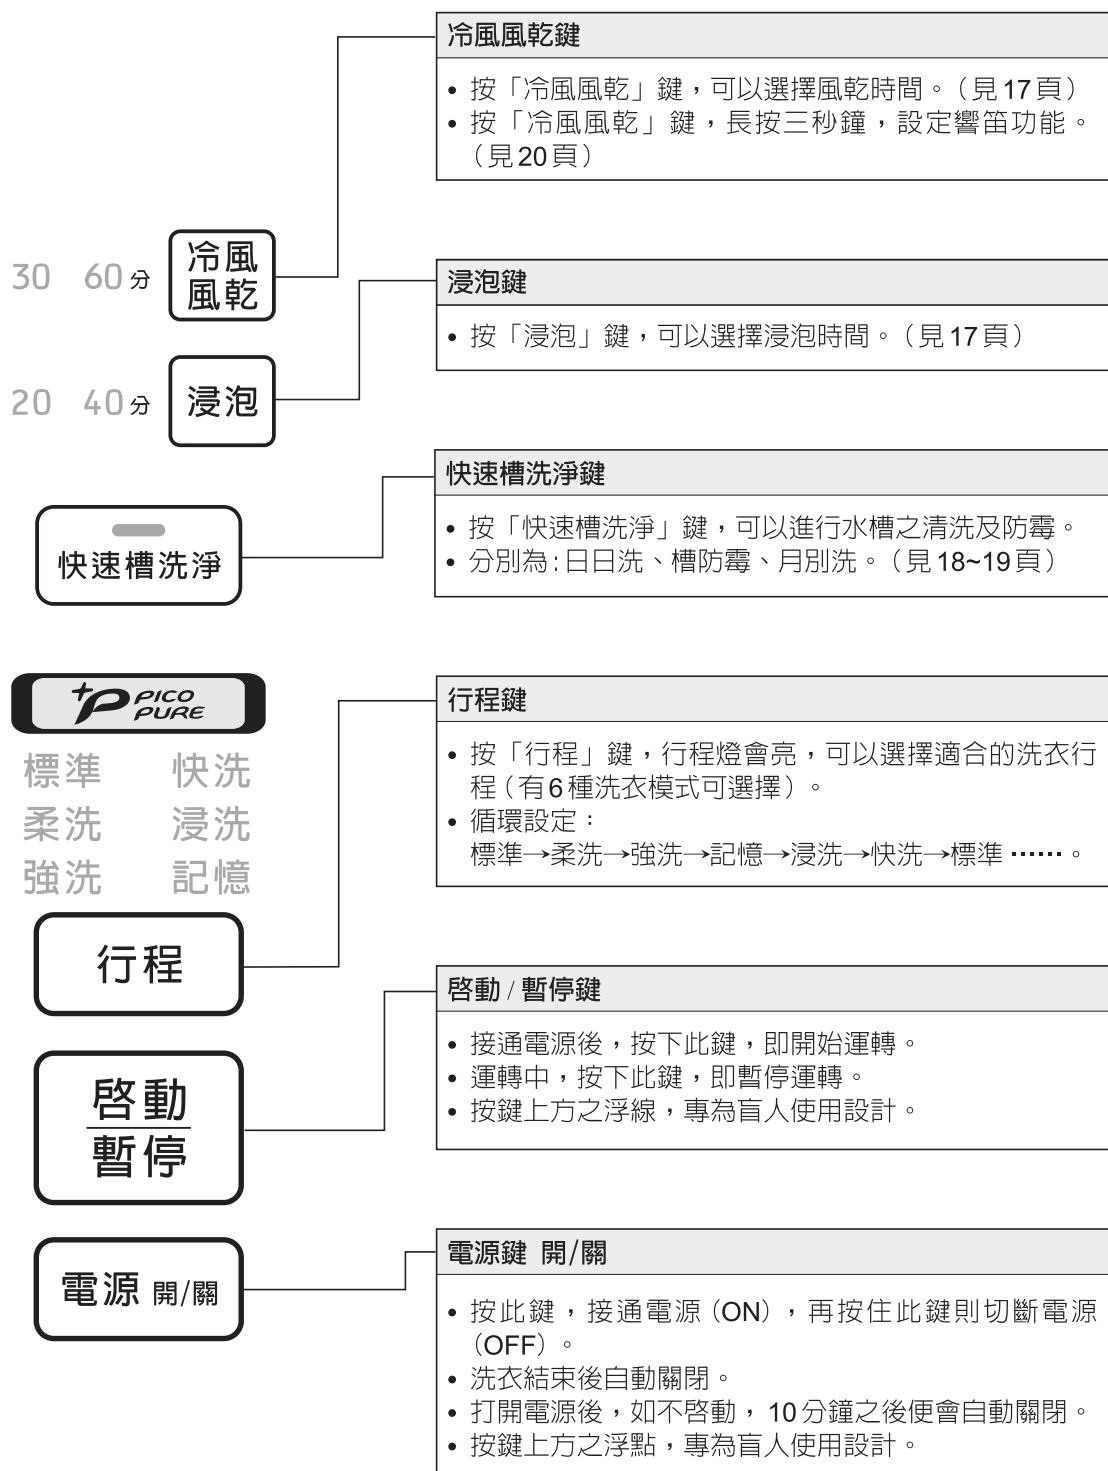 冷風風乾鍵
• 按「冷風風乾」鍵，可以選擇風乾時間。（見17頁）
• 按「冷風風乾」鍵，長按三秒鐘，設定響笛功能。
（見20頁）
30 60分
冷風
風乾
浸泡鍵
• 按「浸泡」鍵，可以選擇浸泡時間。（見17頁）
20 40分
浸泡
快速槽洗淨鍵
• 按「快速槽洗淨」鍵，可以進行水槽之清洗及防霉。
• 分別為:日日洗、槽防霉、月別洗。（見18~19頁）
快速槽洗淨
P PICO
PURE
標準 快洗
柔洗 浸洗
強洗 記憶
行程
行程鍵
• 按「行程」鍵，行程燈會亮，可以選擇適合的洗衣行
程（有6種洗衣模式可選擇）。
• 循環設定：
標準→柔洗→強洗→記憶→浸洗→快洗→標準 ……。
啓動 / 暫停鍵
• 接通電源後，按下此鍵，即開始運轉。
• 運轉中，按下此鍵，即暫停運轉。
• 按鍵上方之浮線，專為盲人使用設計。
啓動
暫停
電源鍵 開/關
• 按此鍵，接通電源（ON），再按住此鍵則切斷電源
（OFF）。
• 洗衣結束後自動關閉。
• 打開電源後，如不啓動，10分鐘之後便會自動關閉。
• 按鍵上方之浮點，專為盲人使用設計。
電源 開/關